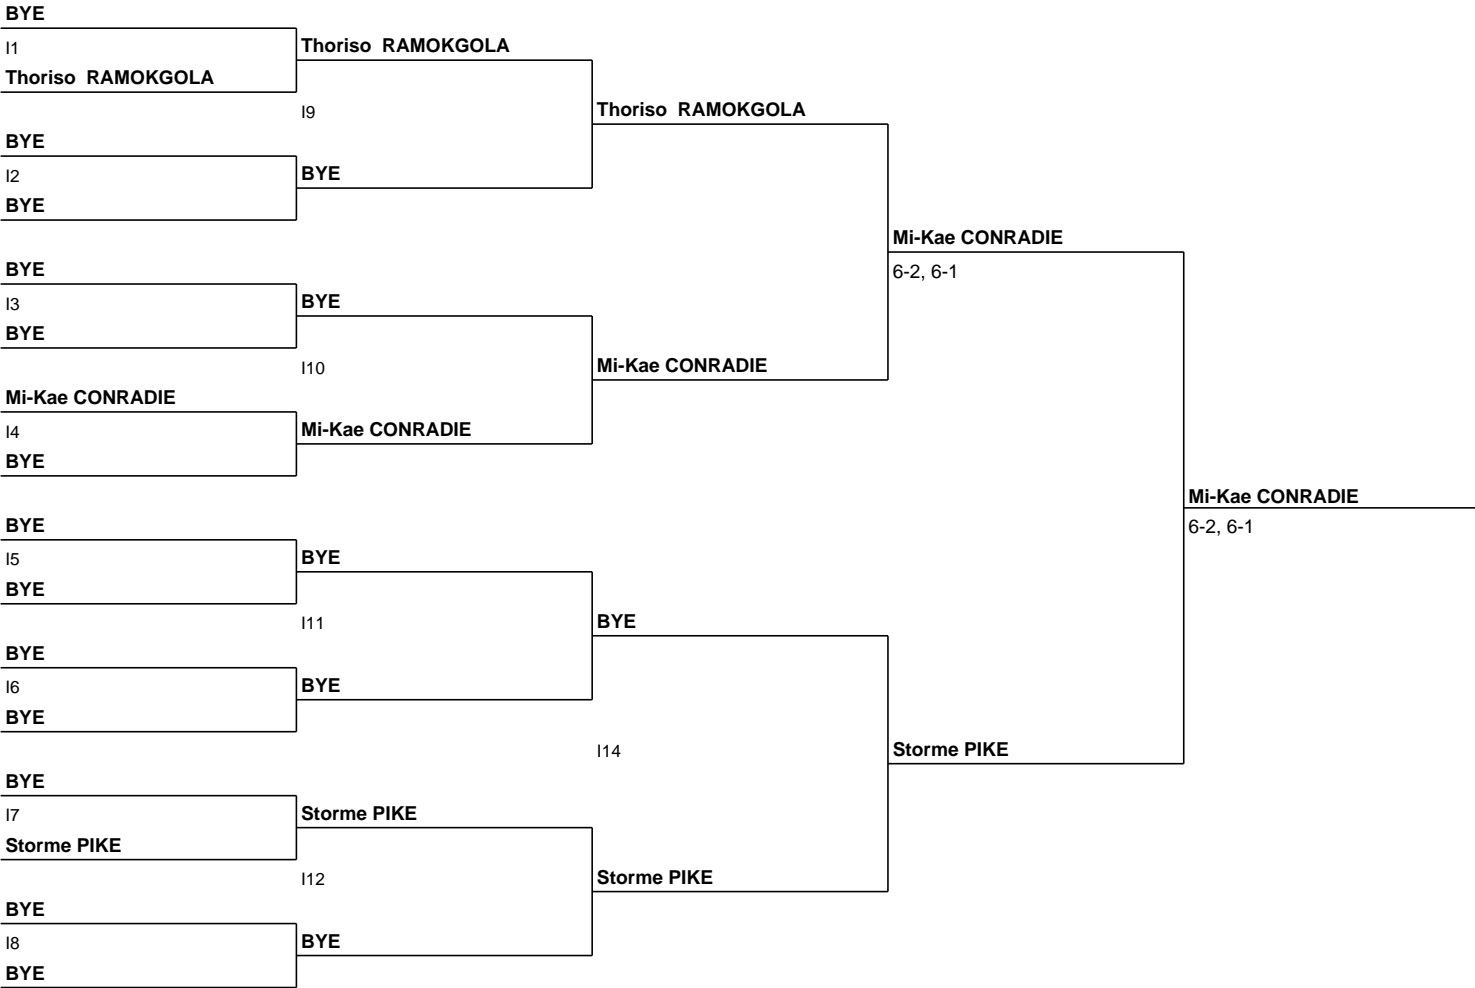 BYE
I1
Thoriso  RAMOKGOLA
Thoriso  RAMOKGOLA
I9
Thoriso  RAMOKGOLA
BYE
I2
BYE
BYE
Mi-Kae CONRADIE
6-2, 6-1
BYE
I3
BYE
BYE
I10
Mi-Kae CONRADIE
Mi-Kae CONRADIE
I4
Mi-Kae CONRADIE
BYE
Mi-Kae CONRADIE
6-2, 6-1
BYE
I5
BYE
BYE
I11
BYE
BYE
I6
BYE
BYE
I14
Storme PIKE
BYE
I7
Storme PIKE
Storme PIKE
I12
Storme PIKE
BYE
I8
BYE
BYE